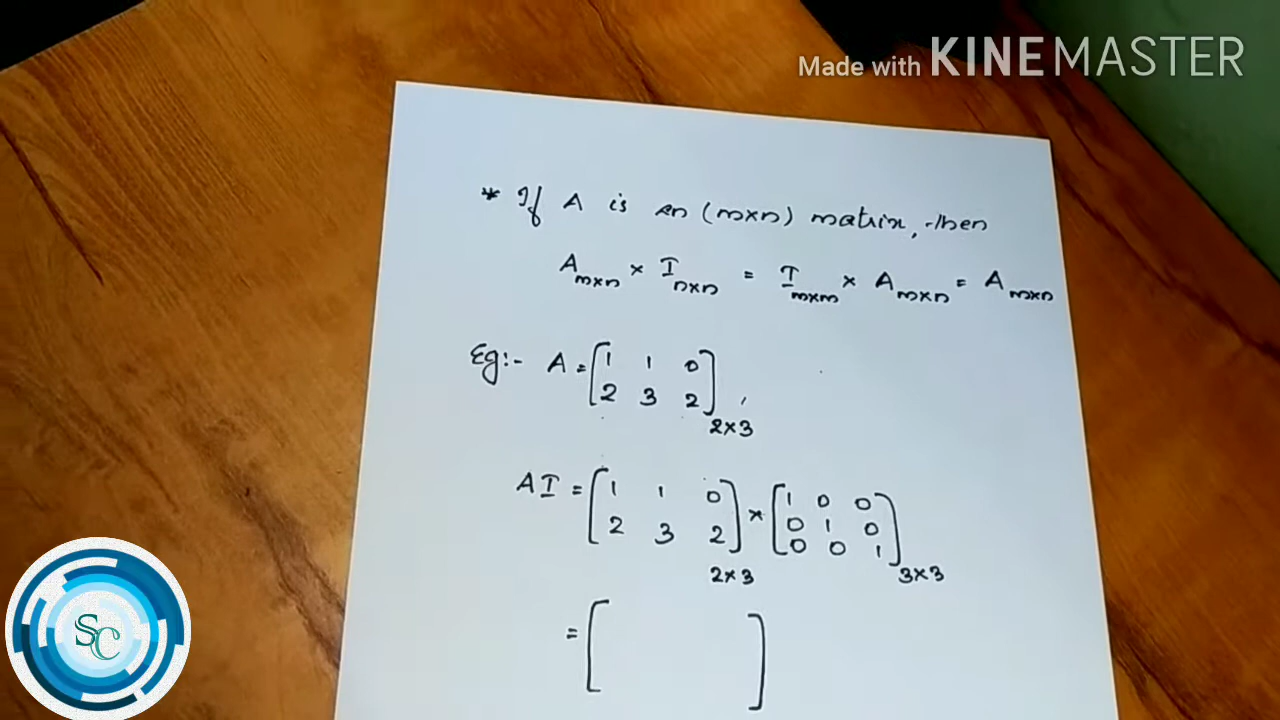 Made with KINEMASTER
* If A is an (m×n) matrix, then
A m×n × I n×n = I m×m × A m×n = A m×n
Eg:- A = [1 1 0
2 3 2] 2×3 ,
AI = [1 1 0 × [1 0 0
2 3 2] 2×3 0 1 0
0 0 1] 3×3
= [ ]
SC